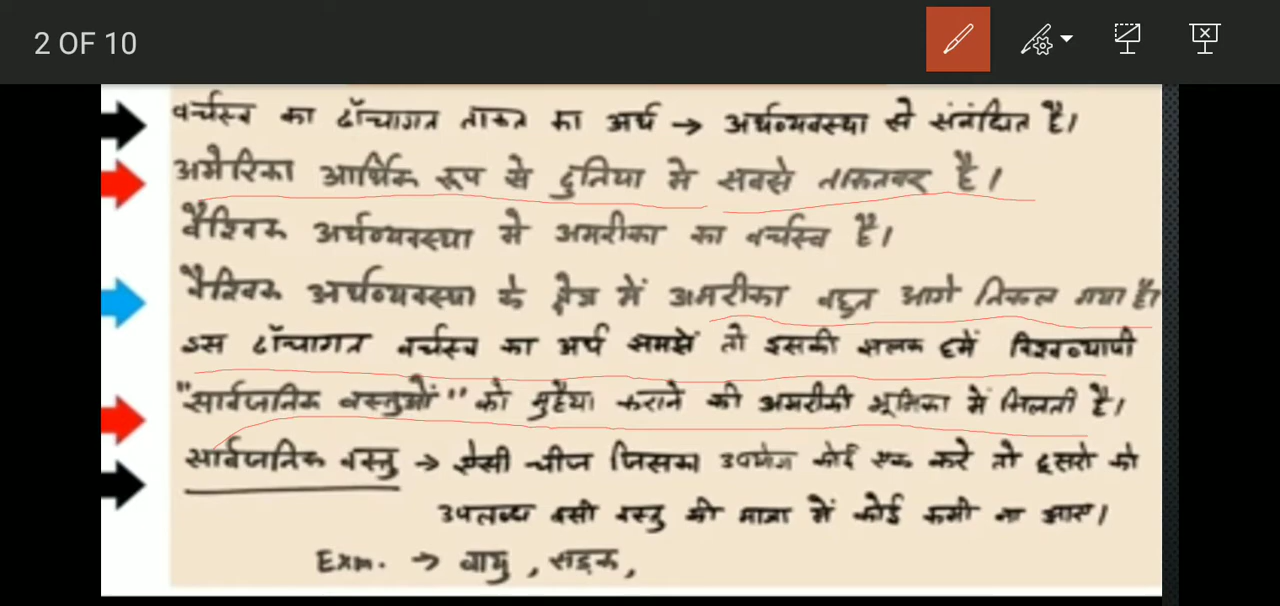 2 OF 10
वर्चस्व का ढाँचागत ताकत का अर्थ → अर्थव्यवस्था से संबंधित है।
अमेरिका आर्थिक रूप से दुनिया मे सबसे ताकतवर है।
वैश्विक अर्थव्यवस्था मे अमरीका का वर्चस्व है।
वैश्विक अर्थव्यवस्था के क्षेत्र में अमरीका बहुत आगे निकल गया है।
इस ढाँचागत वर्चस्व का अर्थ समझें तो इसकी झलक हमें विश्वव्यापी
"सार्वजनिक वस्तुओं" को मुहैया कराने की अमरीकी भूमिका में मिलती है।
सार्वजनिक वस्तु → ऐसी चीज जिसका उपभोग कोई एक करे तो दूसरो को
उपलब्ध वसी वस्तु की मात्रा में कोई कमी ना आए।
Exm. → वायु, सड़क,